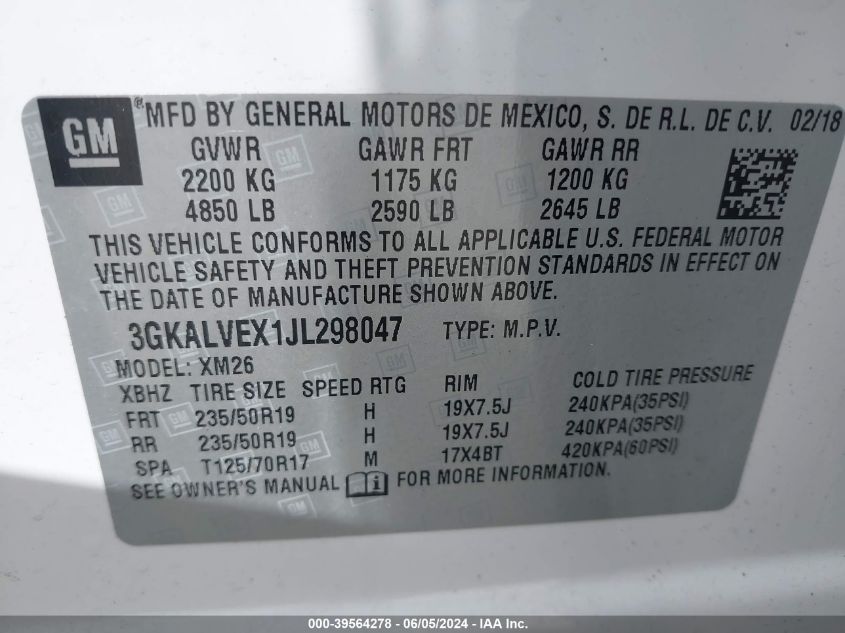 GM ® MFD BY GENERAL MOTORS DE MEXICO, S. DE R.L. DE C.V. 02/18
GVWR GAWR FRT GAWR RR
2200 KG 1175 KG 1200 KG
4850 LB 2590 LB 2645 LB
THIS VEHICLE CONFORMS TO ALL APPLICABLE U.S. FEDERAL MOTOR
VEHICLE SAFETY AND THEFT PREVENTION STANDARDS IN EFFECT ON
THE DATE OF MANUFACTURE SHOWN ABOVE.
3GKALVEX1JL298047 TYPE: M.P.V.
MODEL: XM26
XBHZ TIRE SIZE SPEED RTG RIM COLD TIRE PRESSURE
FRT 235/50R19 H 19X7.5J 240KPA(35PSI)
RR 235/50R19 H 19X7.5J 240KPA(35PSI)
SPA T125/70R17 M 17X4BT 420KPA(60PSI)
SEE OWNER'S MANUAL i FOR MORE INFORMATION.
000-39564278 - 06/05/2024 - IAA Inc.